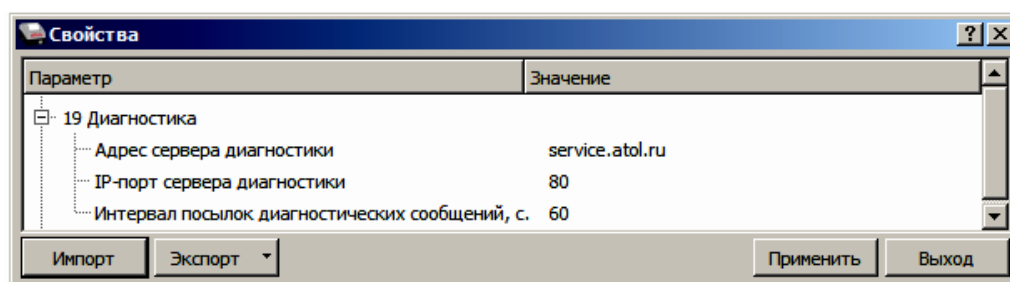 Свойства
Параметр Значение
19 Диагностика
Адрес сервера диагностики service.atol.ru
IP-порт сервера диагностики 80
Интервал посылок диагностических сообщений, с. 60
Импорт Экспорт Применить Выход